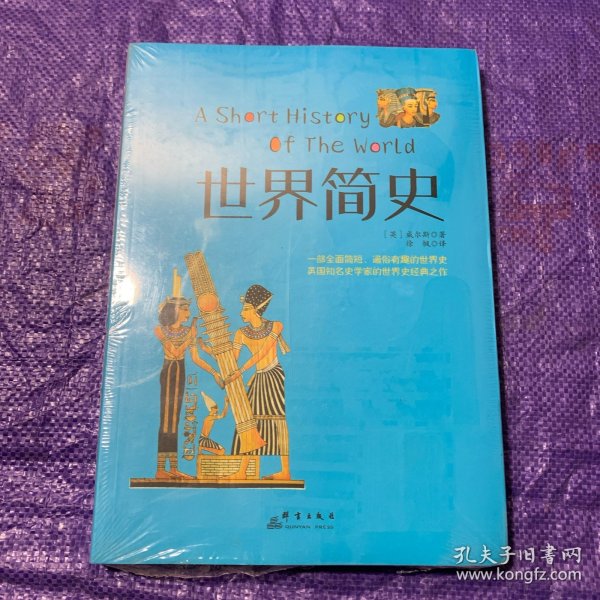 A Short History
Of The World
世界简史
[英]威尔斯◎著
徐枫◎译
一部全面简短、通俗有趣的世界史
英国知名史学家的世界史经典之作
群言出版社
QUNYAN PRESS
孔夫子旧书网
www.kongfz.com